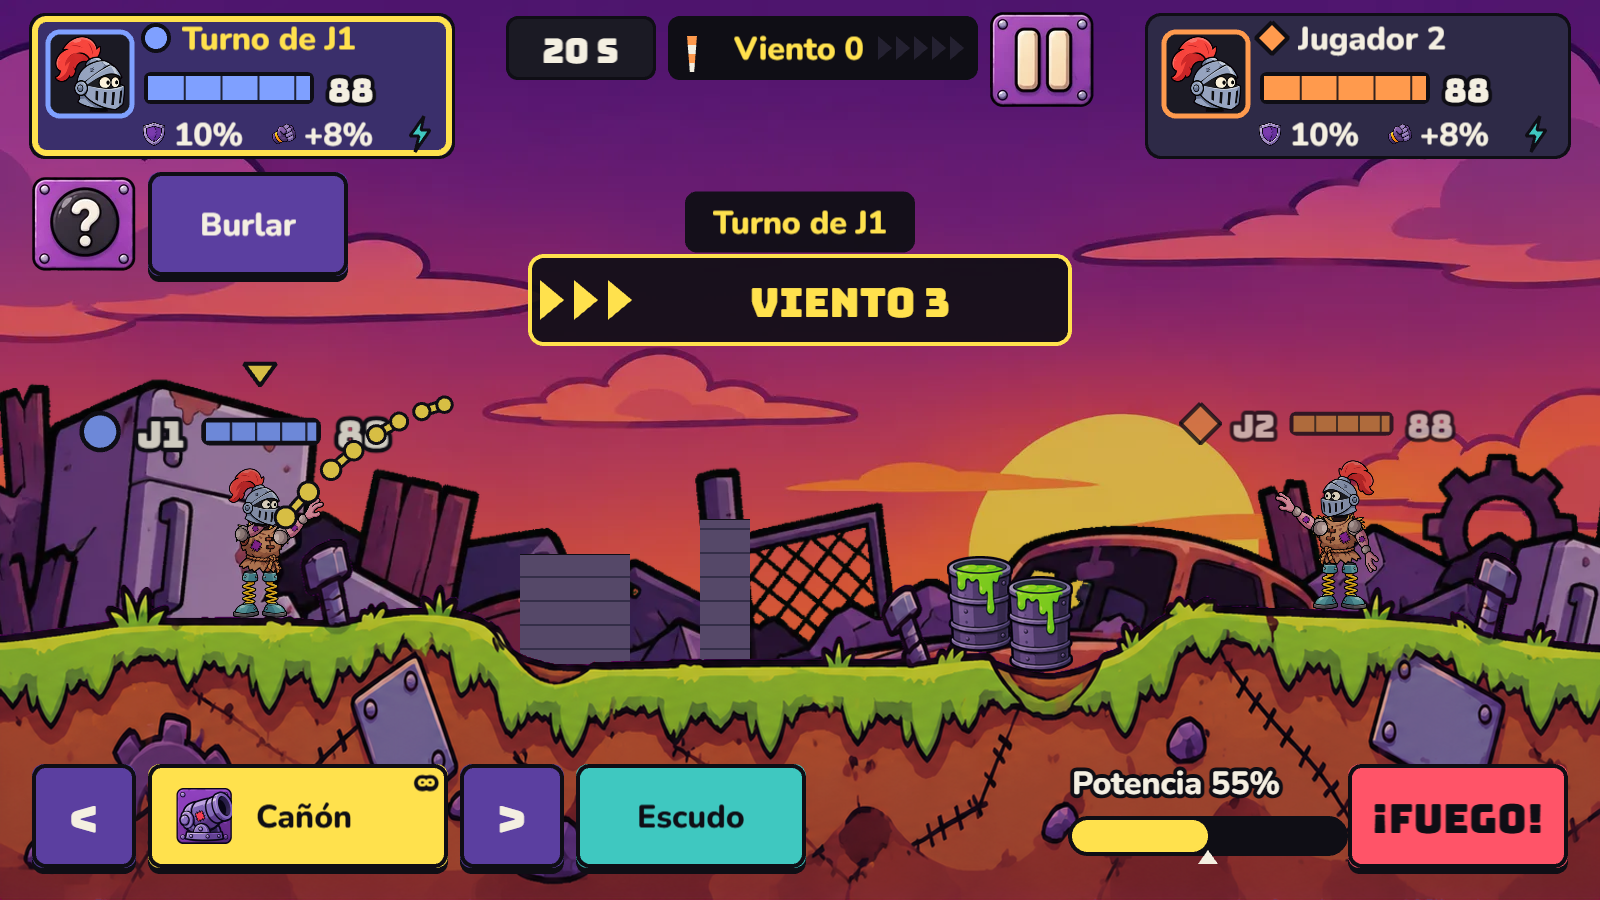 Turno de J1
88
10% +8%
20 S
Viento 0
Jugador 2
88
10% +8%
?
Burlar
Turno de J1
VIENTO 3
J1
J2 88
<
Cañón
∞
>
Escudo
Potencia 55%
¡FUEGO!